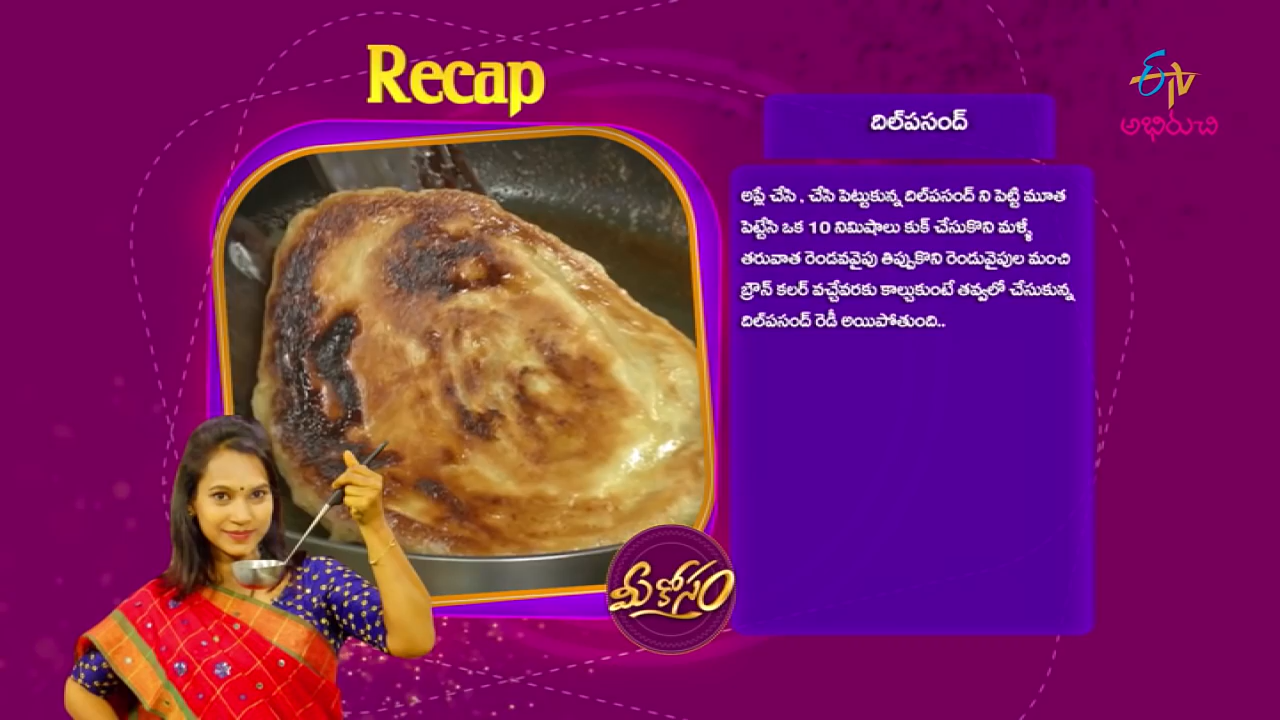 Recap
ETV
అభిరుచి
దిల్‌పసంద్
అప్లే చేసి , చేసి పెట్టుకున్న దిల్‌పసంద్ ని పెట్టి మూత
పెట్టేసి ఒక 10 నిమిషాలు కుక్ చేసుకొని మళ్ళీ
తరువాత రెండవవైపు తిప్పుకొని రెండువైపుల మంచి
బ్రౌన్ కలర్ వచ్చేవరకు కాల్చుకుంటే తవ్వలో చేసుకున్న
దిల్‌పసంద్ రెడీ అయిపోతుంది..
మీ కోసం